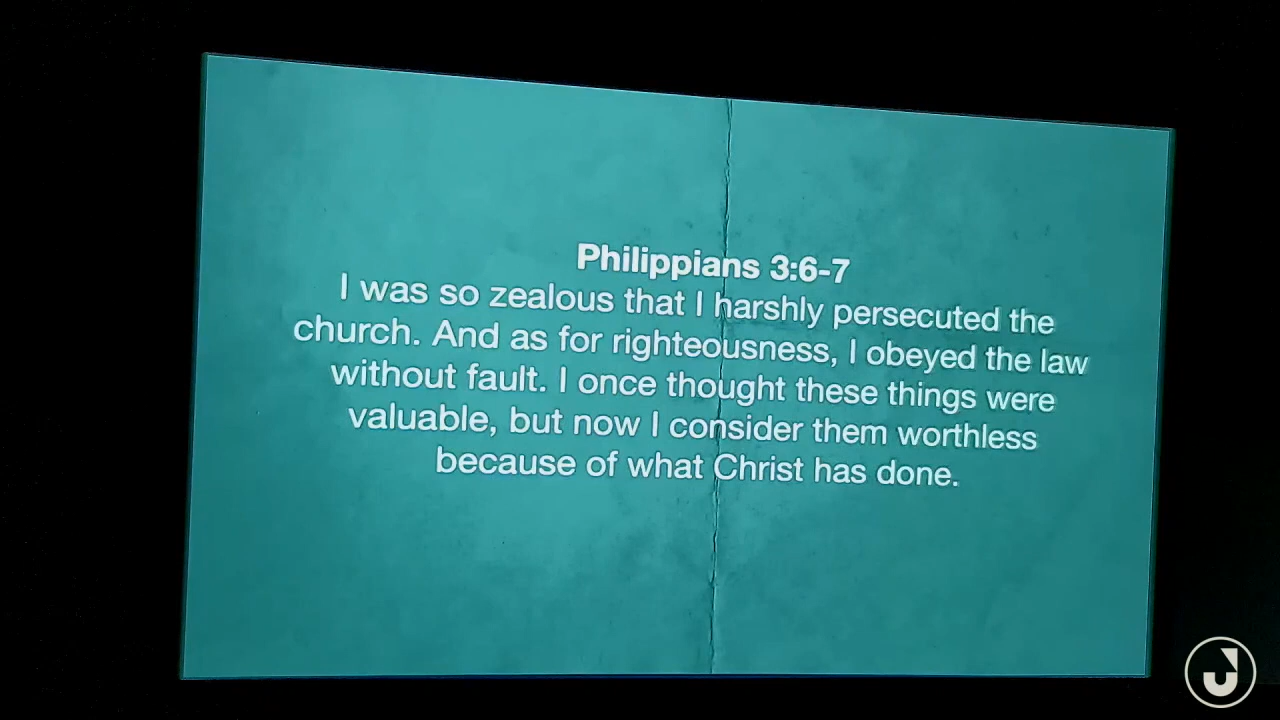 Philippians 3:6-7
I was so zealous that I harshly persecuted the
church. And as for righteousness, I obeyed the law
without fault. I once thought these things were
valuable, but now I consider them worthless
because of what Christ has done.